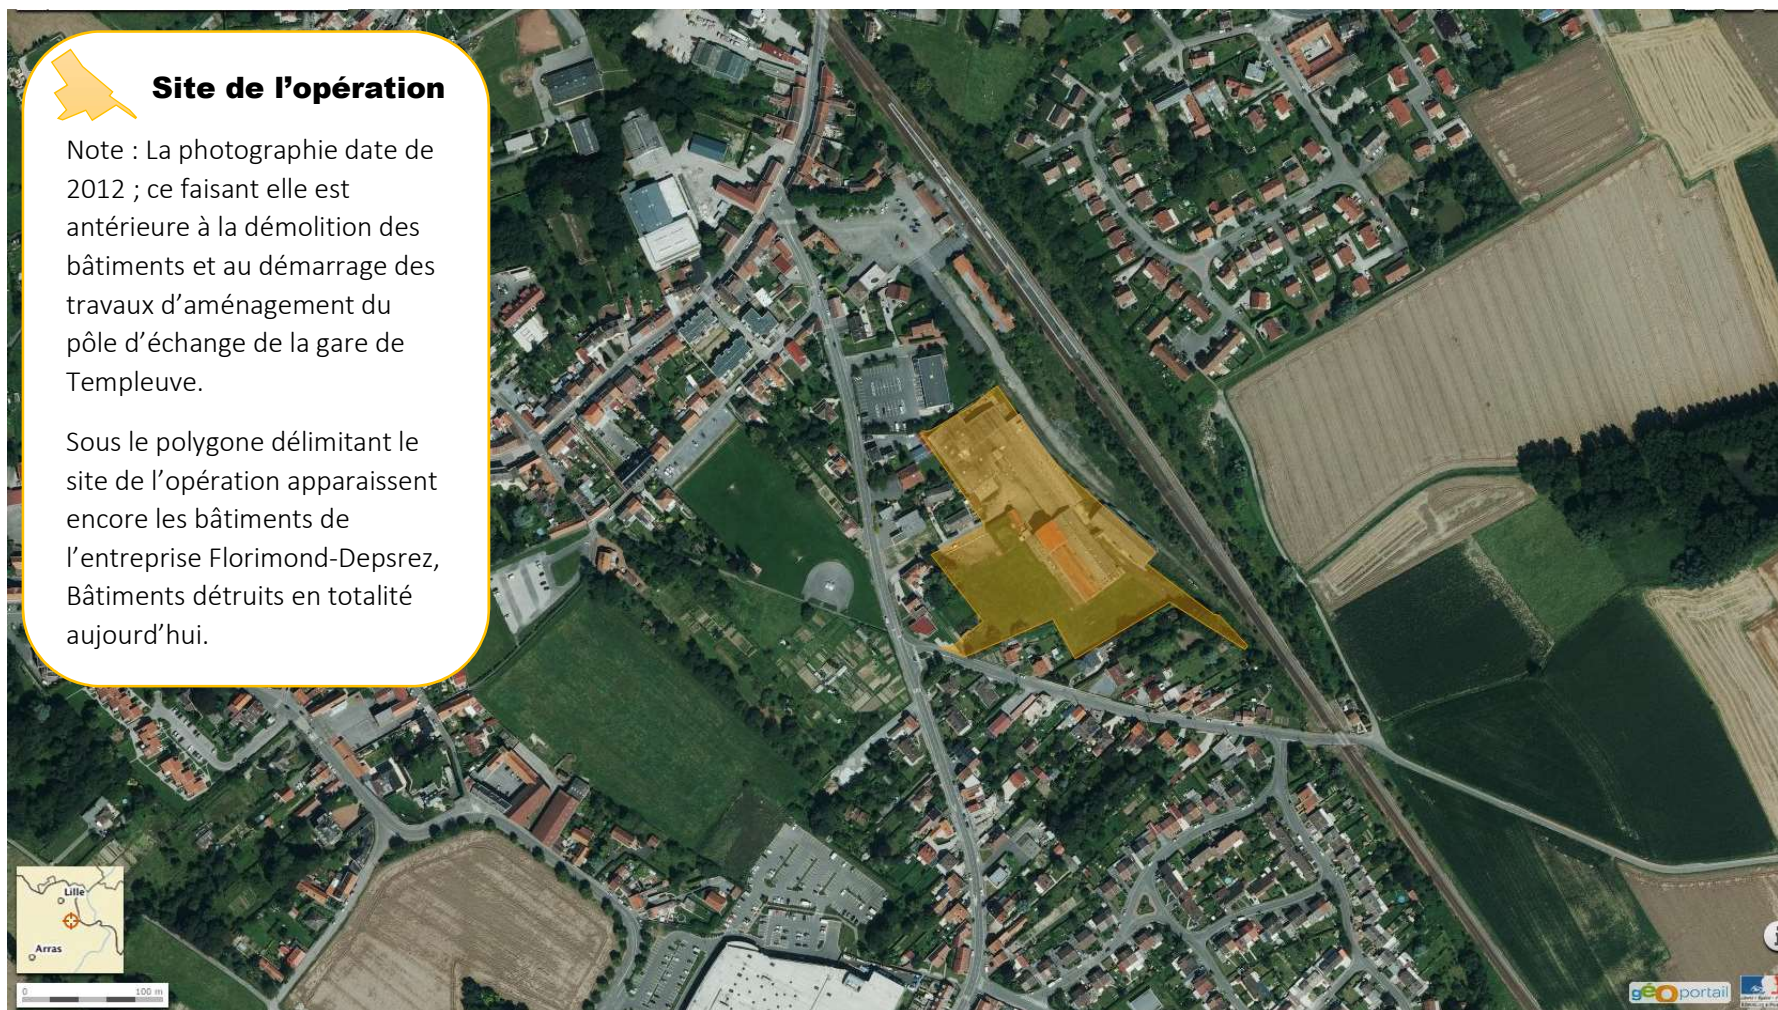 Site de l’opération
Note : La photographie date de
2012 ; ce faisant elle est
antérieure à la démolition des
bâtiments et au démarrage des
travaux d’aménagement du
pôle d’échange de la gare de
Templeuve.
Sous le polygone délimitant le
site de l’opération apparaissent
encore les bâtiments de
l’entreprise Florimond-Depsrez,
Bâtiments détruits en totalité
aujourd’hui.
Lille
Arras
0 100 m
géoportail